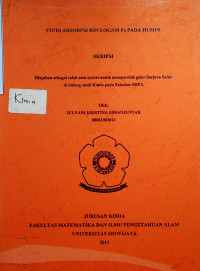 STUDI ADSORPSI ION LOGAM Fe PADA HUMIN
SKRIPSI
Kimia
Diajukan sebagai salah satu syarat untuk memperoleh gelar Sarjana Sains
di bidang studi Kimia pada Fakultas MIPA
Oleh:
JULYANI KRISTINA SIMANJUNTAK
JURUSAN KIMIA
FAKULTAS MATEMATIKA DAN ILMU PENGETAHUAN ALAM
UNIVERSITAS SRIWIJAYA
2013